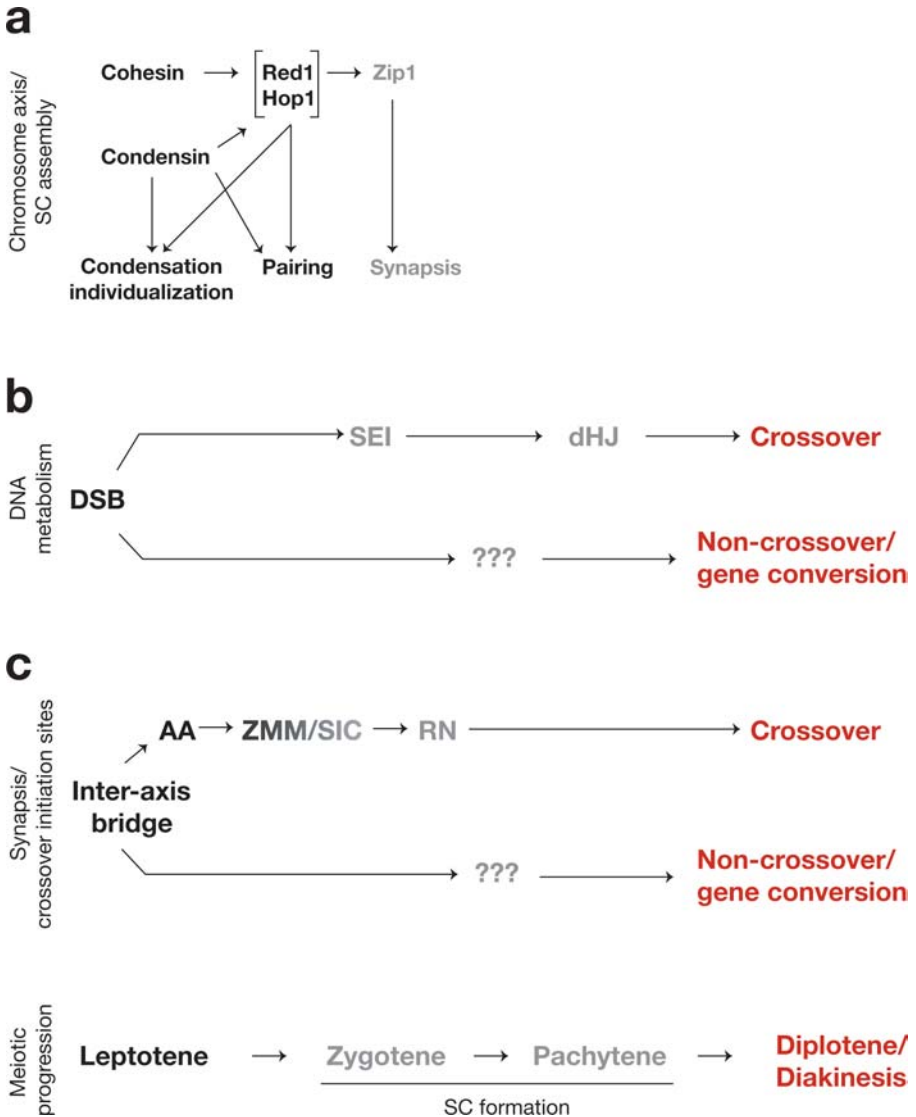 a
Chromosome axis/
SC assembly
Cohesin
Red1
Hop1
Zip1
Condensin
Condensation
individualization
Pairing
Synapsis
b
DNA
metabolism
DSB
SEI
dHJ
Crossover
???
Non-crossover/
gene conversion
c
Synapsis/
crossover initiation sites
Inter-axis
bridge
AA
ZMM/SIC
RN
Crossover
???
Non-crossover/
gene conversion
Meiotic
progression
Leptotene
Zygotene
Pachytene
Diplotene/
Diakinesis
SC formation